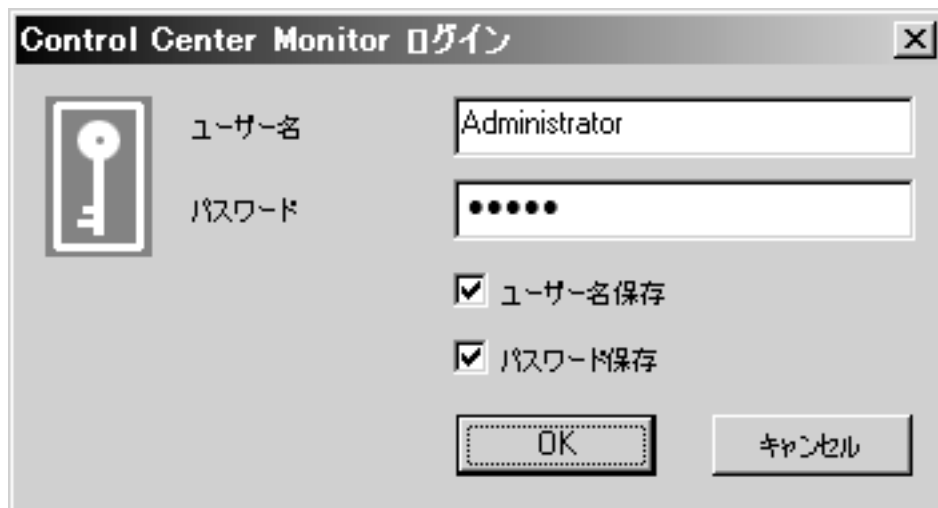 Control Center Monitor ログイン
ユーザー名
Administrator
パスワード
●●●●●
ユーザー名保存
パスワード保存
OK
キャンセル